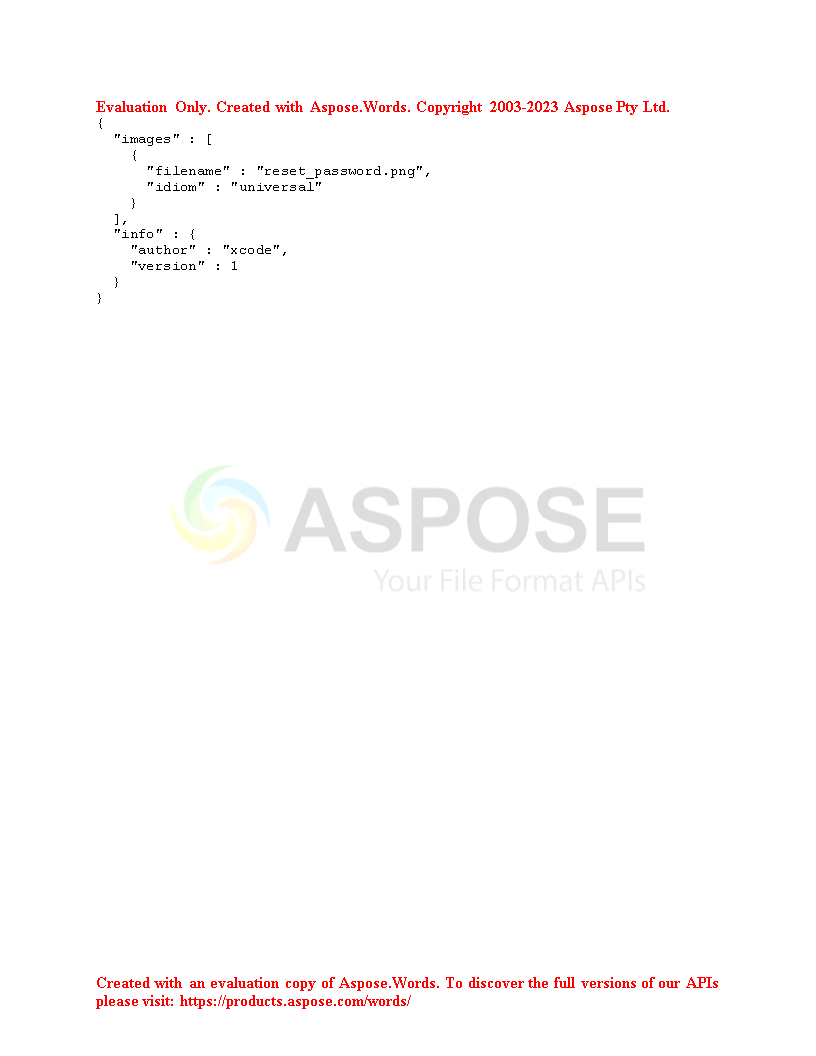 Evaluation Only. Created with Aspose.Words. Copyright 2003-2023 Aspose Pty Ltd.
{
  "images" : [
    {
      "filename" : "reset_password.png",
      "idiom" : "universal"
    }
  ],
  "info" : {
    "author" : "xcode",
    "version" : 1
  }
}
ASPOSE
Your File Format APIs
Created with an evaluation copy of Aspose.Words. To discover the full versions of our APIs
please visit: https://products.aspose.com/words/